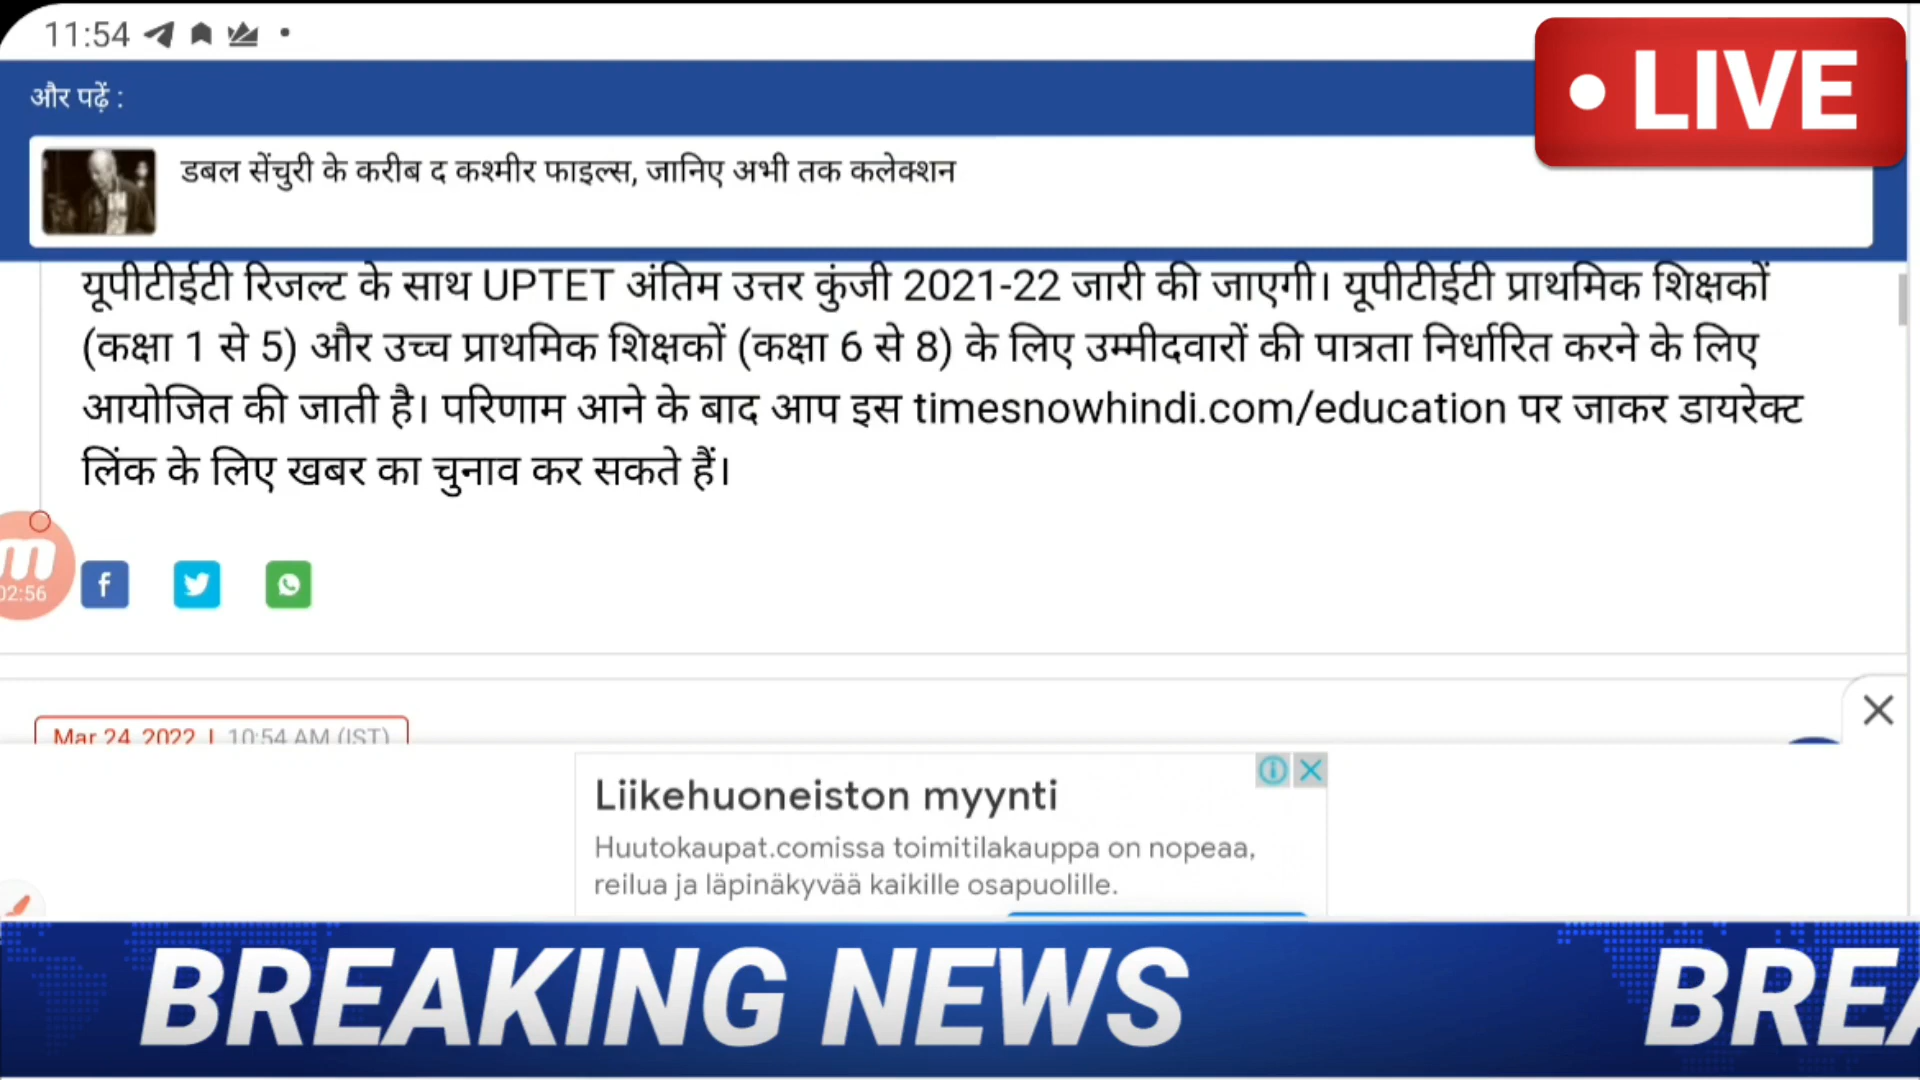 11:54
LIVE
और पढ़ें :
डबल सेंचुरी के करीब द कश्मीर फाइल्स, जानिए अभी तक कलेक्शन
यूपीटीईटी रिजल्ट के साथ UPTET अंतिम उत्तर कुंजी 2021-22 जारी की जाएगी। यूपीटीईटी प्राथमिक शिक्षकों
(कक्षा 1 से 5) और उच्च प्राथमिक शिक्षकों (कक्षा 6 से 8) के लिए उम्मीदवारों की पात्रता निर्धारित करने के लिए
आयोजित की जाती है। परिणाम आने के बाद आप इस timesnowhindi.com/education पर जाकर डायरेक्ट
लिंक के लिए खबर का चुनाव कर सकते हैं।
02:56
Mar 24, 2022 | 10:54 AM (IST)
Liikehuoneiston myynti
Huutokaupat.comissa toimitilakauppa on nopeaa,
reilua ja läpinäkyvää kaikille osapuolille.
BREAKING NEWS BREA